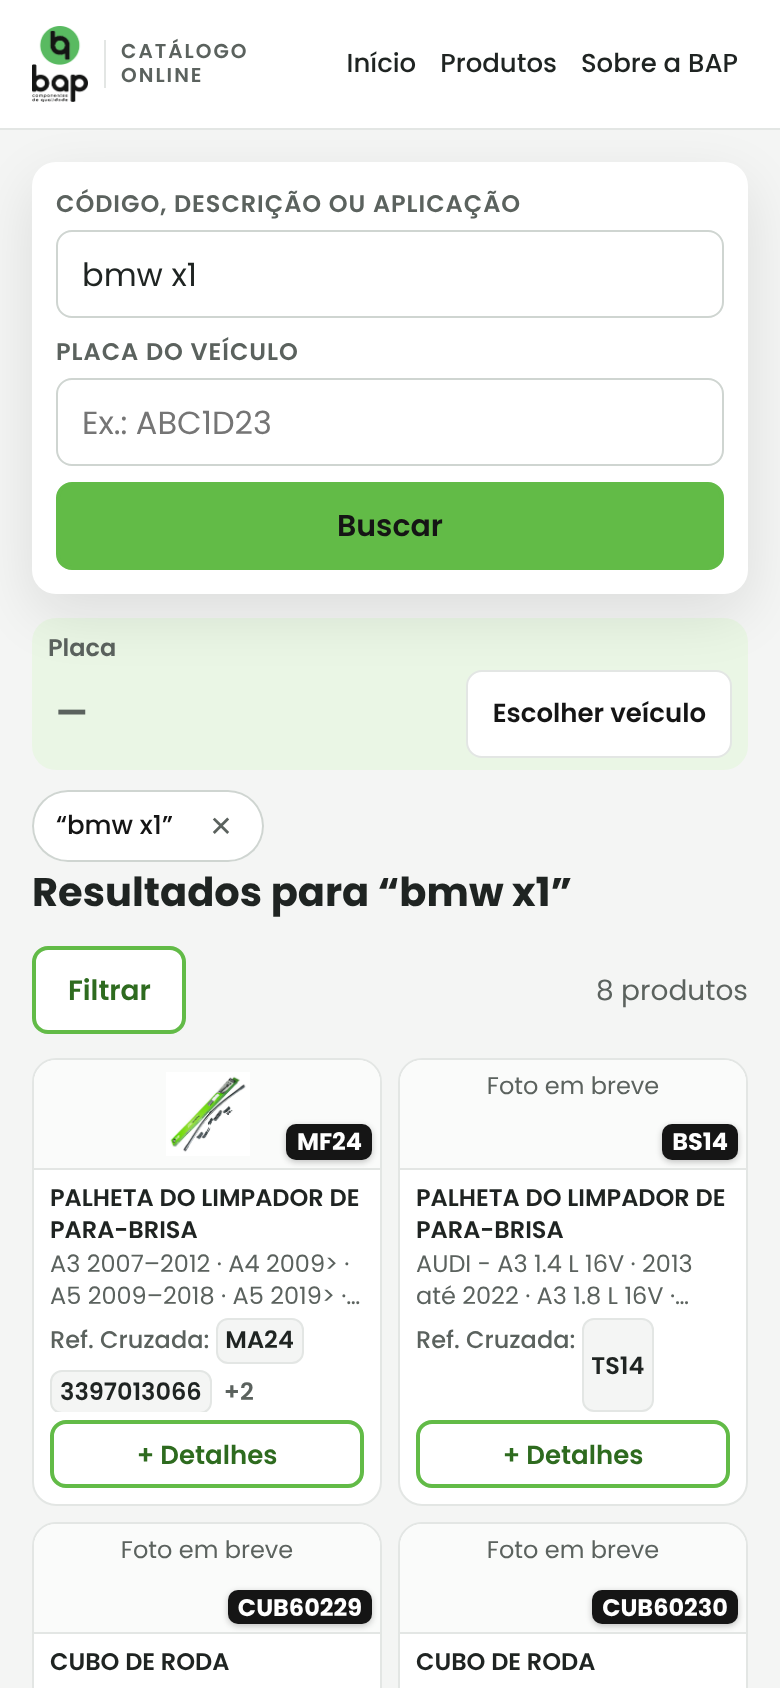 bap
componentes
de qualidade
CATÁLOGO
ONLINE
Início
Produtos
Sobre a BAP
CÓDIGO, DESCRIÇÃO OU APLICAÇÃO
bmw x1
PLACA DO VEÍCULO
Ex.: ABC1D23
Buscar
Placa
—
Escolher veículo
“bmw x1” ✕
Resultados para “bmw x1”
Filtrar
8 produtos
MF24
PALHETA DO LIMPADOR DE
PARA-BRISA
A3 2007–2012 · A4 2009> ·
A5 2009–2018 · A5 2019> ·...
Ref. Cruzada: MA24
3397013066 +2
+ Detalhes
Foto em breve
BS14
PALHETA DO LIMPADOR DE
PARA-BRISA
AUDI - A3 1.4 L 16V · 2013
até 2022 · A3 1.8 L 16V ·...
Ref. Cruzada: TS14
+ Detalhes
Foto em breve
CUB60229
CUBO DE RODA
Foto em breve
CUB60230
CUBO DE RODA